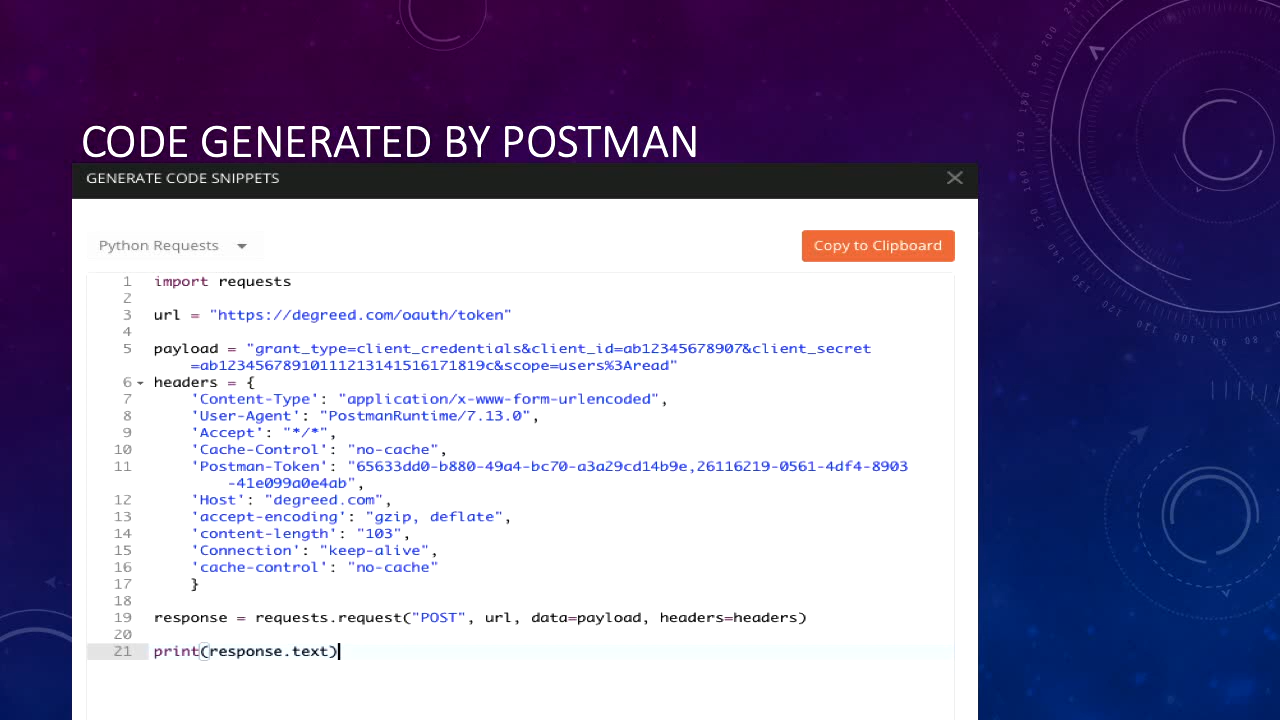 CODE GENERATED BY POSTMAN
GENERATE CODE SNIPPETS
Python Requests
Copy to Clipboard
1 import requests
2
3 url = "https://degreed.com/oauth/token"
4
5 payload = "grant_type=client_credentials&client_id=ab12345678907&client_secret
=ab12345678910111213141516171819c&scope=users%3Aread"
6 headers = {
7 'Content-Type': "application/x-www-form-urlencoded",
8 'User-Agent': "PostmanRuntime/7.13.0",
9 'Accept': "*/*",
10 'Cache-Control': "no-cache",
11 'Postman-Token': "65633dd0-b880-49a4-bc70-a3a29cd14b9e,26116219-0561-4df4-8903
-41e099a0e4ab",
12 'Host': "degreed.com",
13 'accept-encoding': "gzip, deflate",
14 'content-length': "103",
15 'Connection': "keep-alive",
16 'cache-control': "no-cache"
17 }
18
19 response = requests.request("POST", url, data=payload, headers=headers)
20
21 print(response.text)